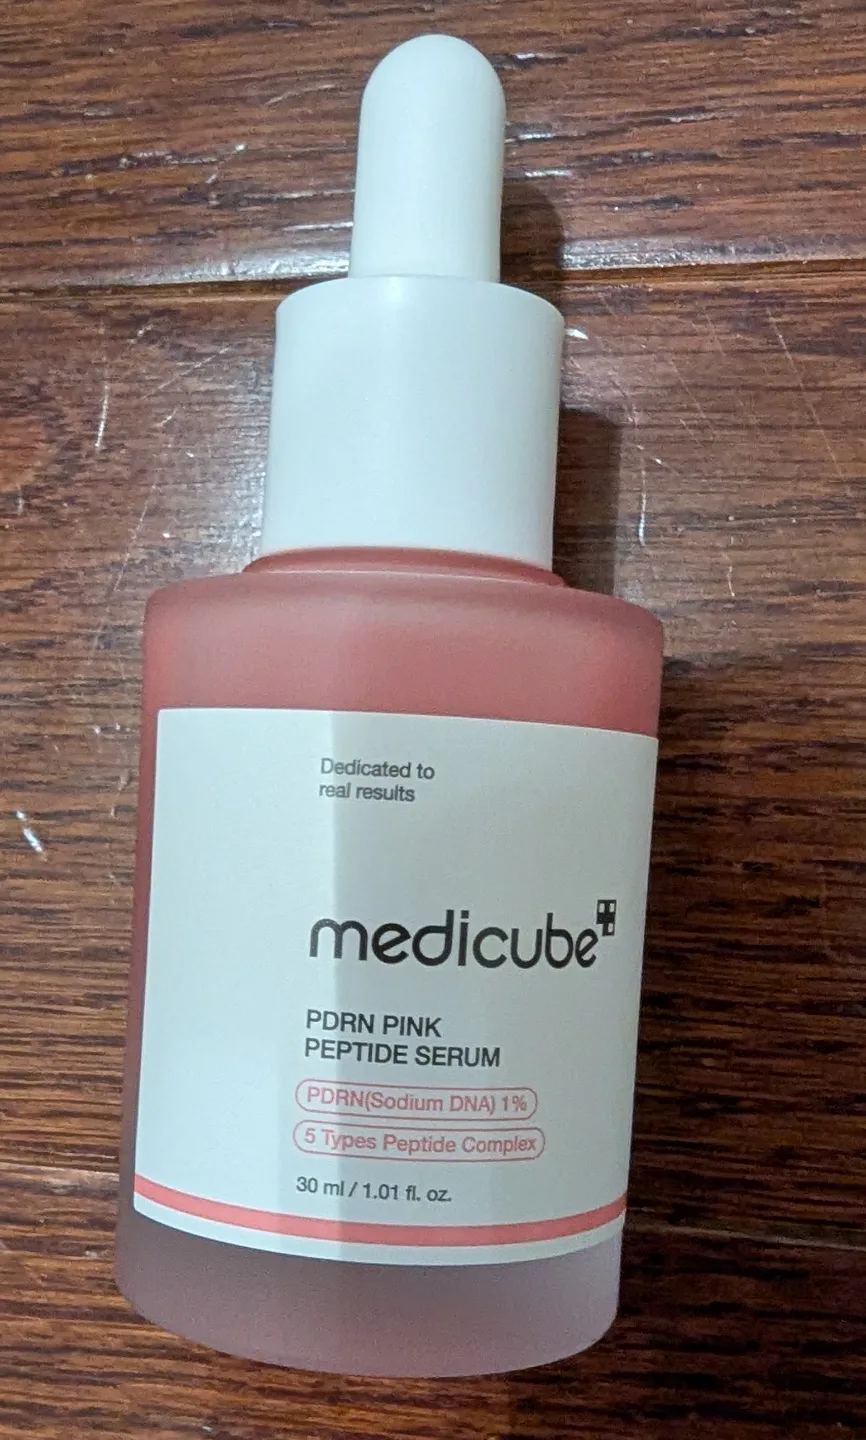 Dedicated to
real results
medicube
PDRN PINK
PEPTIDE SERUM
PDRN(Sodium DNA) 1%
5 Types Peptide Complex
30 ml / 1.01 fl. oz.